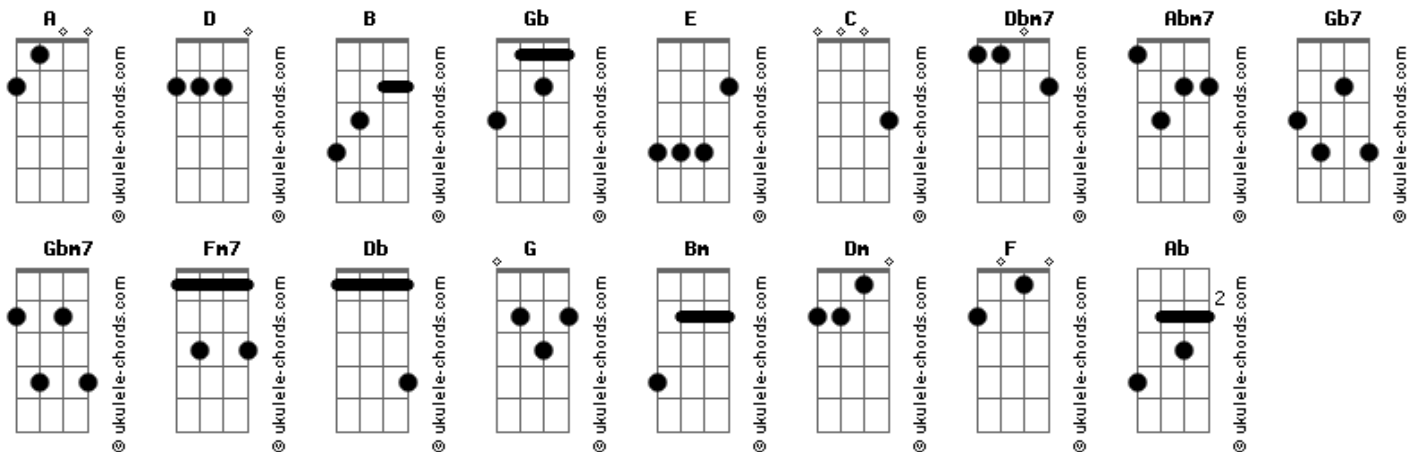 A D B Gb E C Dbm7 Abm7 Gb7
© ukulele-chords.com © ukulele-chords.com © ukulele-chords.com © ukulele-chords.com © ukulele-chords.com © ukulele-chords.com © ukulele-chords.com © ukulele-chords.com © ukulele-chords.com
Gbm7 Fm7 Db G Bm Dm F Ab
2
© ukulele-chords.com © ukulele-chords.com © ukulele-chords.com © ukulele-chords.com © ukulele-chords.com © ukulele-chords.com © ukulele-chords.com © ukulele-chords.com